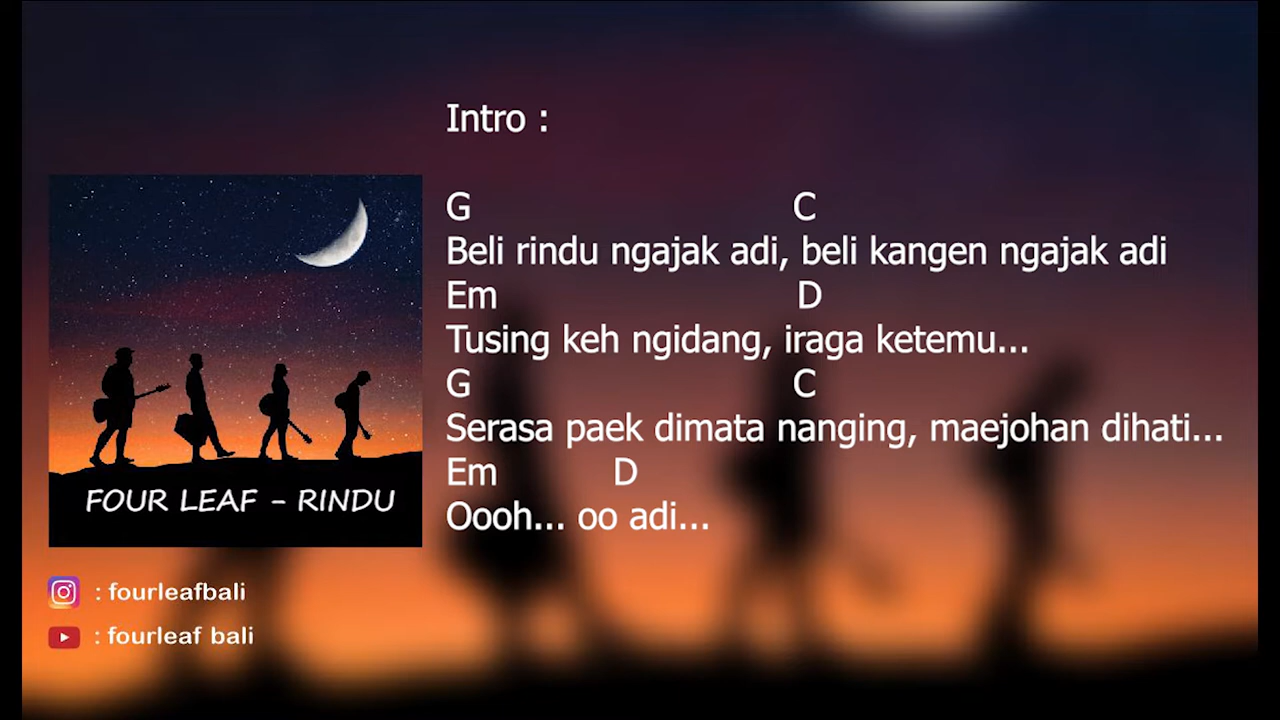 Intro :
G C
Beli rindu ngajak adi, beli kangen ngajak adi
Em D
Tusing keh ngidang, iraga ketemu...
G C
Serasa paek dimata nanging, maejohan dihati...
Em D
Oooh... oo adi...
FOUR LEAF - RINDU
: fourleafbali
: fourleaf bali